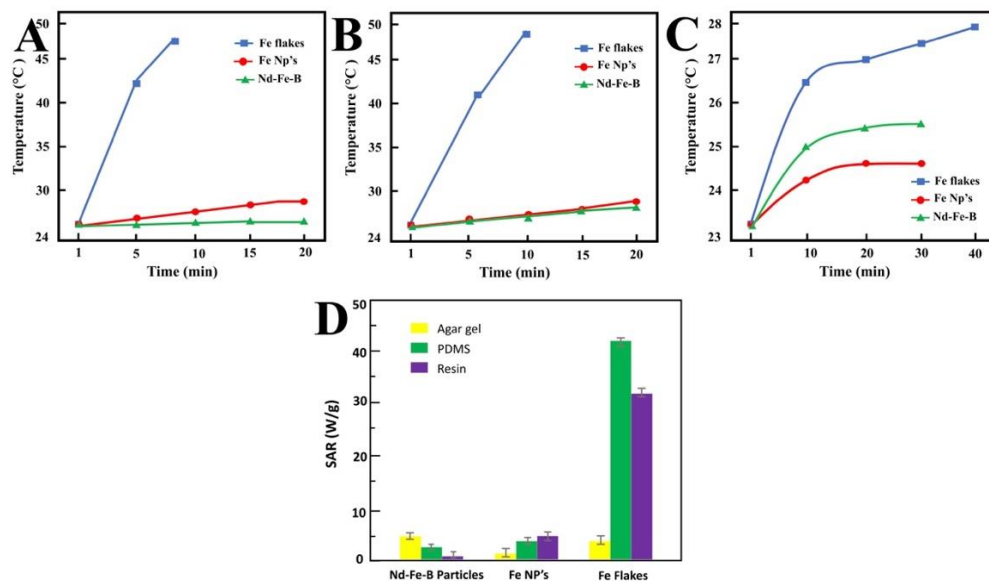 A
Temperature (°C)
50
45
40
35
30
24
Fe flakes
Fe Np's
Nd-Fe-B
1 5 10 15 20
Time (min)
B
Temperature (°C)
50
45
40
35
30
24
Fe flakes
Fe Np's
Nd-Fe-B
1 5 10 15 20
Time (min)
C
Temperature (°C)
28
27
26
25
24
23
Fe flakes
Fe Np's
Nd-Fe-B
1 10 20 30 40
Time (min)
D
SAR (W/g)
50
40
30
20
10
0
Agar gel
PDMS
Resin
Nd-Fe-B Particles Fe NP's Fe Flakes